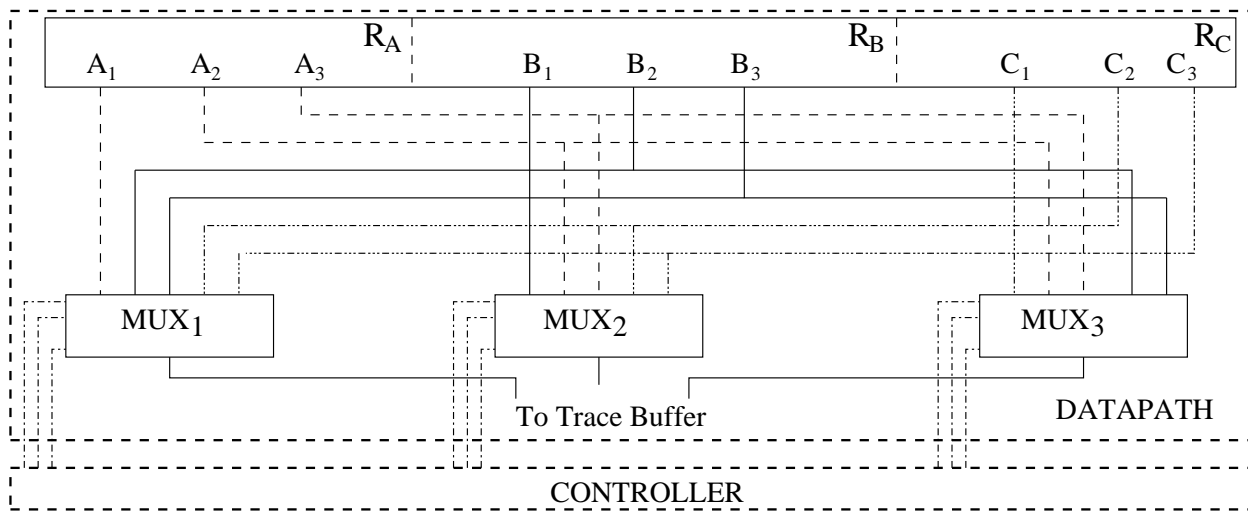 R_A R_B R_C
A_1 A_2 A_3 B_1 B_2 B_3 C_1 C_2 C_3
MUX_1 MUX_2 MUX_3
To Trace Buffer
DATAPATH
CONTROLLER